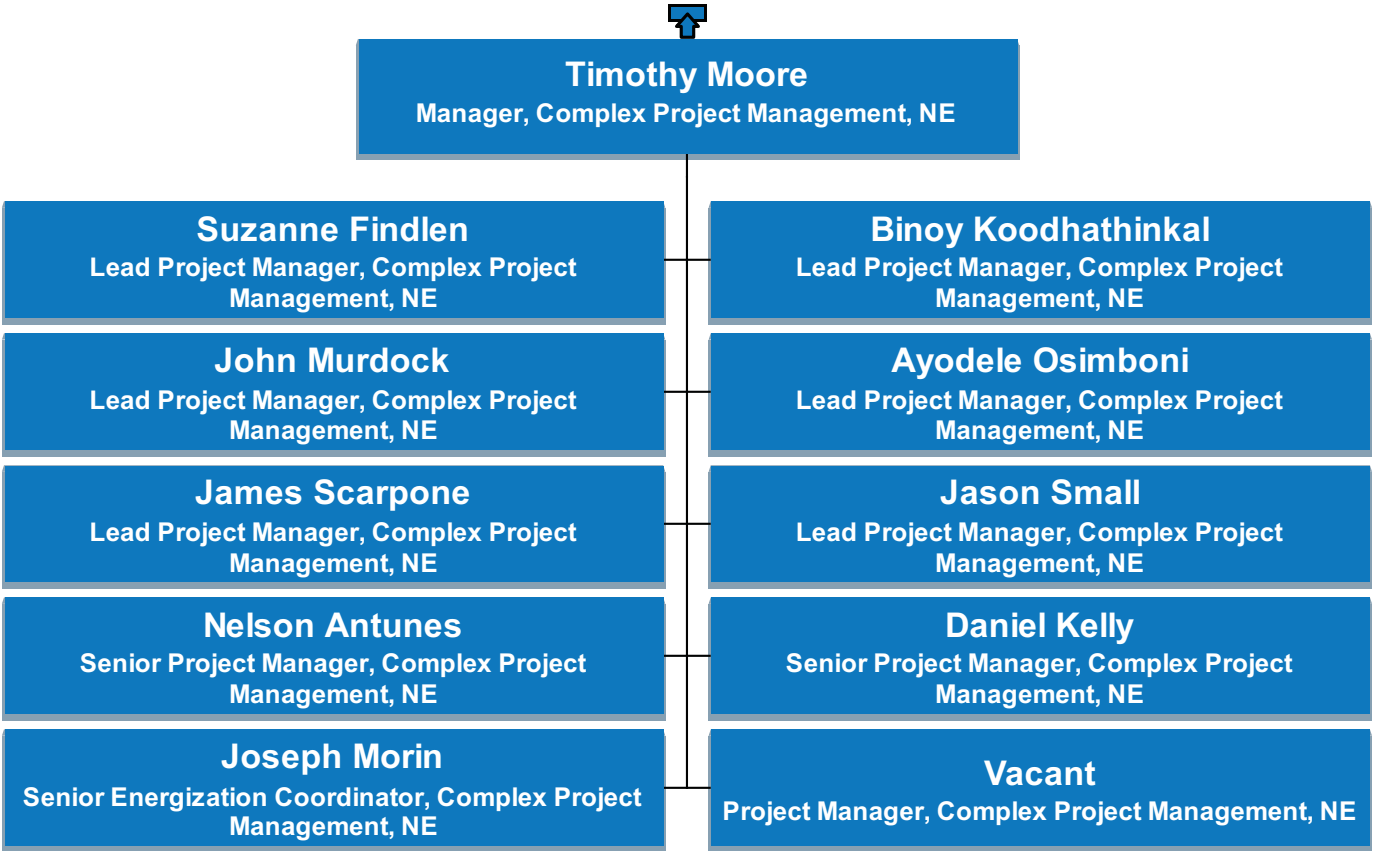 Timothy Moore
Manager, Complex Project Management, NE
Suzanne Findlen
Lead Project Manager, Complex Project
Management, NE
Binoy Koodhathinkal
Lead Project Manager, Complex Project
Management, NE
John Murdock
Lead Project Manager, Complex Project
Management, NE
Ayodele Osimboni
Lead Project Manager, Complex Project
Management, NE
James Scarpone
Lead Project Manager, Complex Project
Management, NE
Jason Small
Lead Project Manager, Complex Project
Management, NE
Nelson Antunes
Senior Project Manager, Complex Project
Management, NE
Daniel Kelly
Senior Project Manager, Complex Project
Management, NE
Joseph Morin
Senior Energization Coordinator, Complex Project
Management, NE
Vacant
Project Manager, Complex Project Management, NE